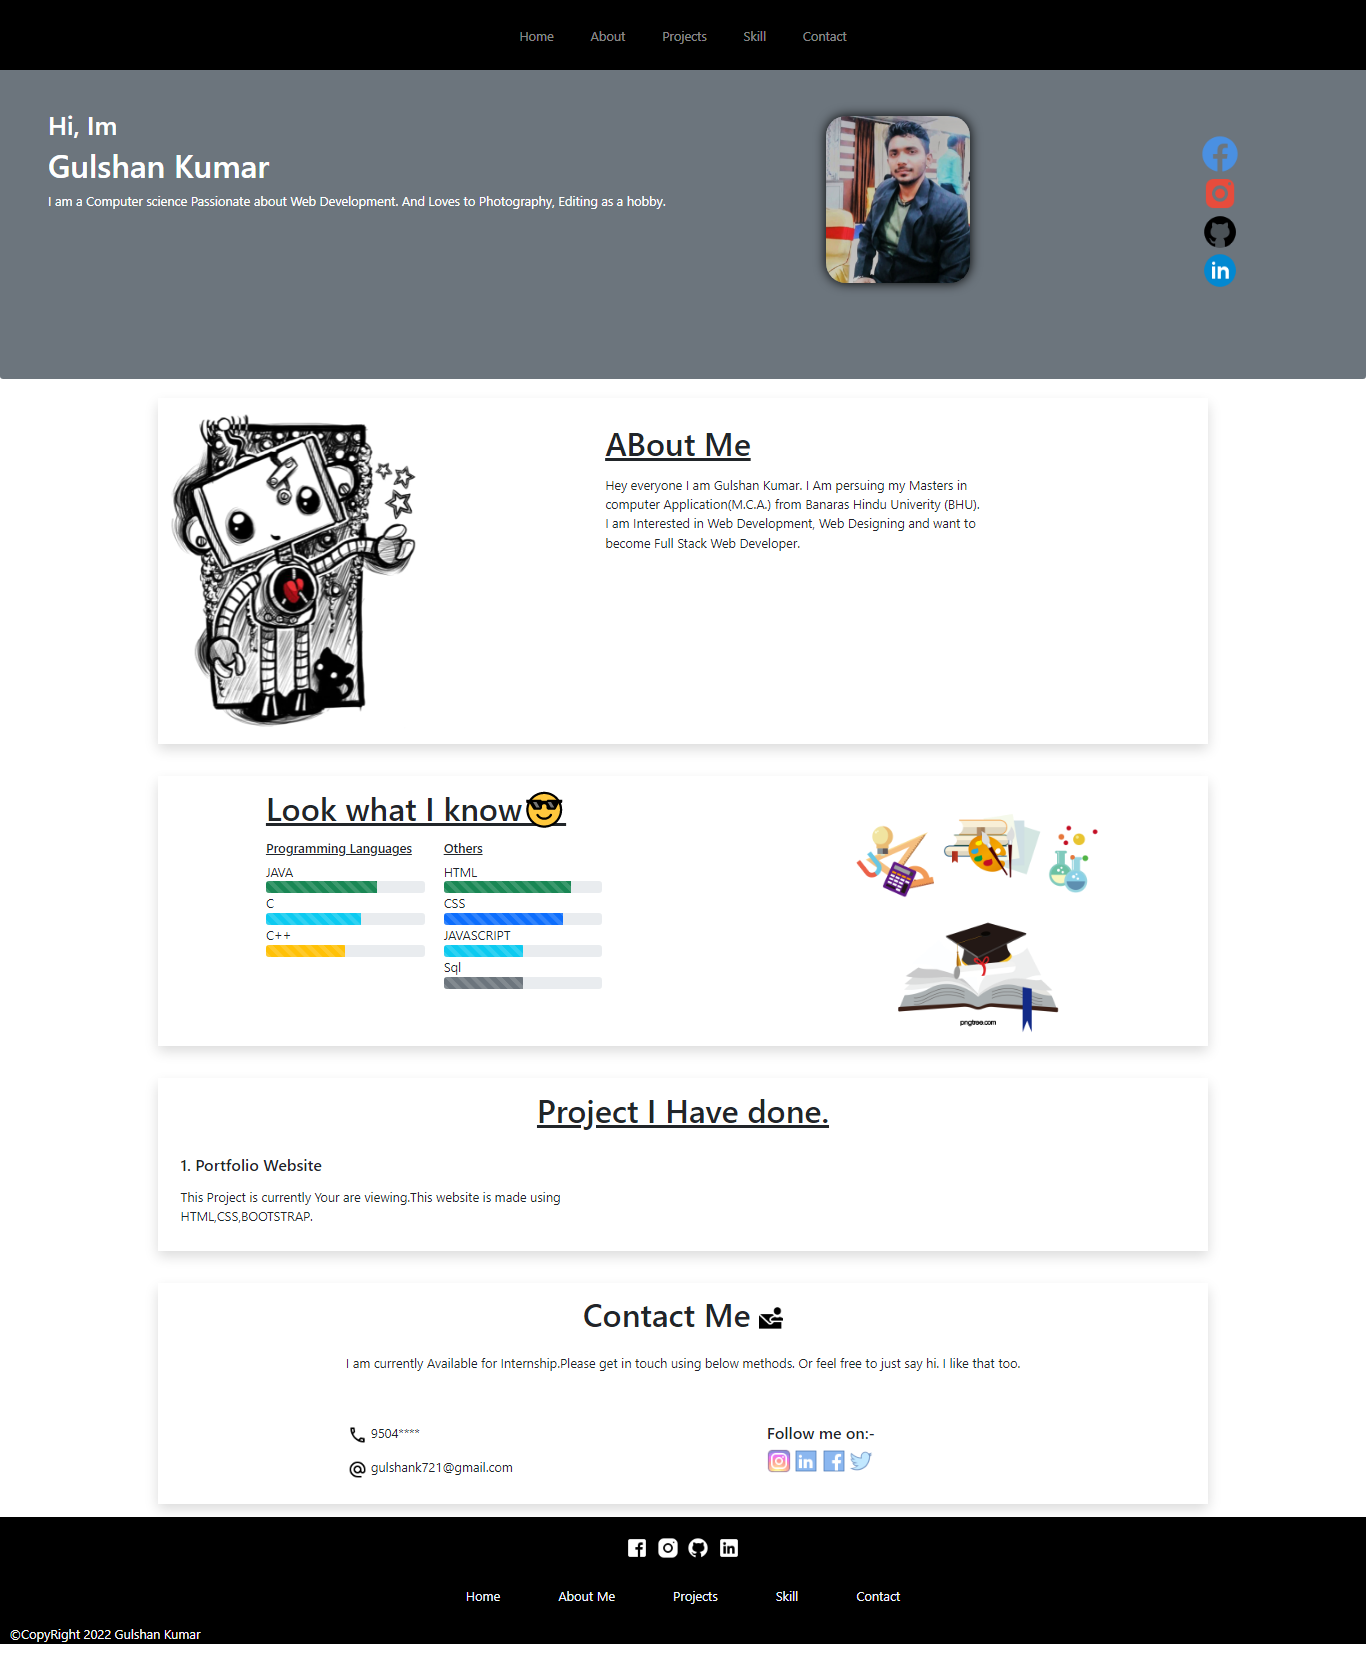 Home About Projects Skill Contact
Hi, Im
Gulshan Kumar
I am a Computer science Passionate about Web Development. And Loves to Photography, Editing as a hobby.
ABout Me
Hey everyone I am Gulshan Kumar. I Am persuing my Masters in
computer Application(M.C.A.) from Banaras Hindu Univerity (BHU).
I am Interested in Web Development, Web Designing and want to
become Full Stack Web Developer.
Look what I know😎
Programming Languages
JAVA
C
C++
Others
HTML
CSS
JAVASCRIPT
Sql
pngtree.com
Project I Have done.
1. Portfolio Website
This Project is currently Your are viewing.This website is made using
HTML,CSS,BOOTSTRAP.
Contact Me
I am currently Available for Internship.Please get in touch using below methods. Or feel free to just say hi. I like that too.
9504****
gulshank721@gmail.com
Follow me on:-
Home About Me Projects Skill Contact
©CopyRight 2022 Gulshan Kumar